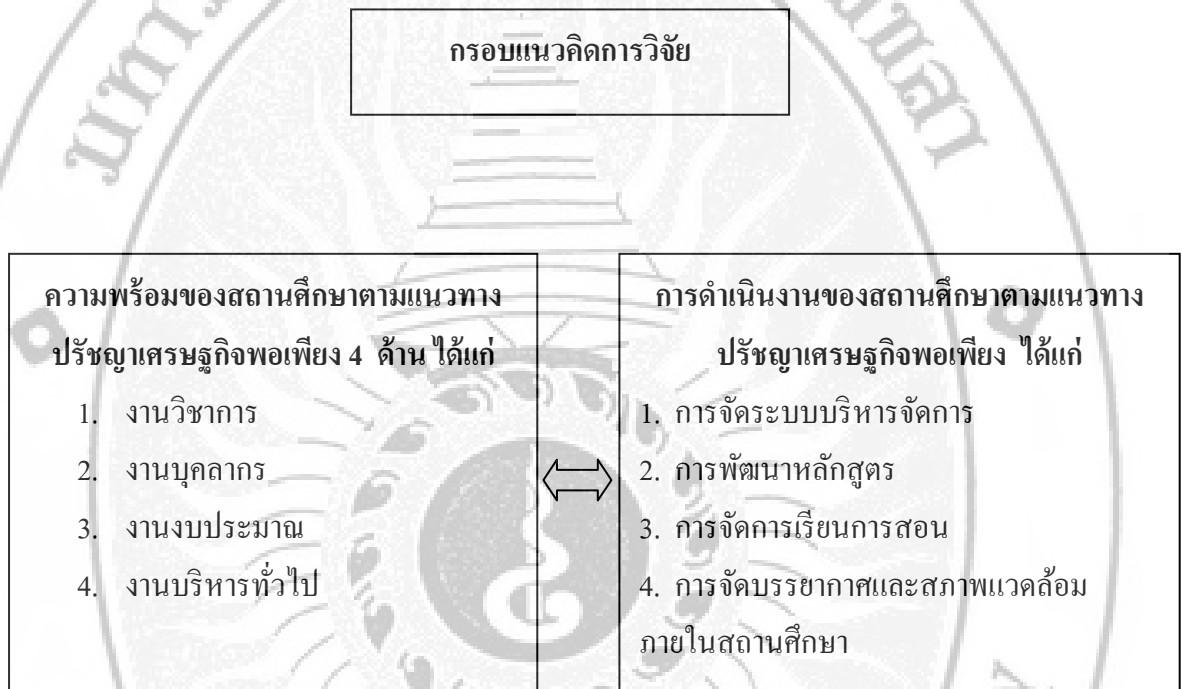 กรอบแนวคิดการวิจัย
ความพร้อมของสถานศึกษาตามแนวทาง
ปรัชญาเศรษฐกิจพอเพียง 4 ด้าน ได้แก่
1. งานวิชาการ
2. งานบุคลากร
3. งานงบประมาณ
4. งานบริหารทั่วไป
การดำเนินงานของสถานศึกษาตามแนวทาง
ปรัชญาเศรษฐกิจพอเพียง ได้แก่
1. การจัดระบบบริหารจัดการ
2. การพัฒนาหลักสูตร
3. การจัดการเรียนการสอน
4. การจัดบรรยากาศและสภาพแวดล้อม
ภายในสถานศึกษา